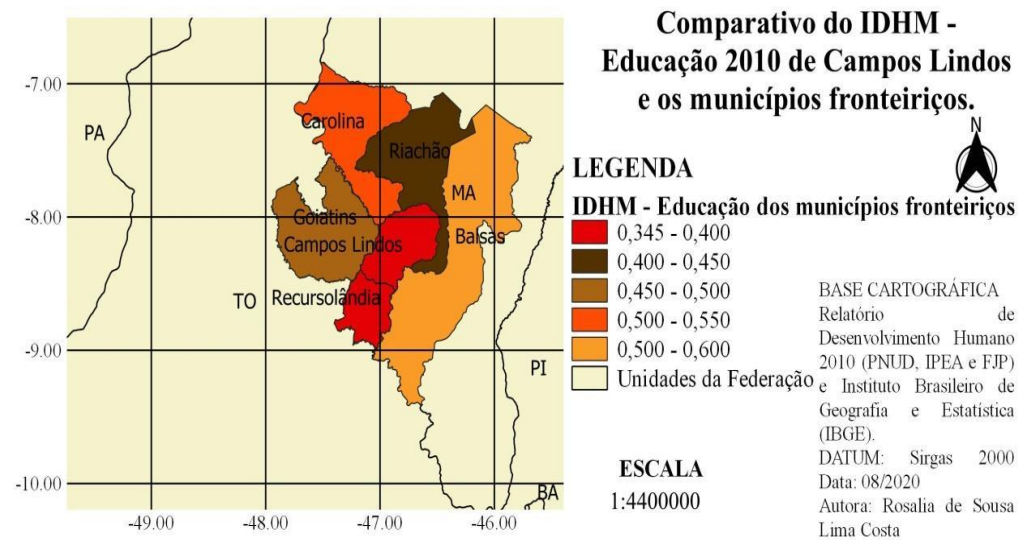 Comparativo do IDHM -
Educação 2010 de Campos Lindos
e os municípios fronteiriços.
N
-7.00
-8.00
-9.00
-10.00
-49.00
-48.00
-47.00
-46.00
PA
Carolina
Riachão
MA
Goiatins
Campos Lindos
Balsas
TO
Recursolândia
PI
BA
LEGENDA
IDHM - Educação dos municípios fronteiriços
0,345 - 0,400
0,400 - 0,450
0,450 - 0,500
0,500 - 0,550
0,500 - 0,600
Unidades da Federação
ESCALA
1:4400000
BASE CARTOGRÁFICA
Relatório de
Desenvolvimento Humano
2010 (PNUD, IPEA e FJP)
e Instituto Brasileiro de
Geografia e Estatística
(IBGE).
DATUM: Sirgas 2000
Data: 08/2020
Autora: Rosalia de Sousa
Lima Costa